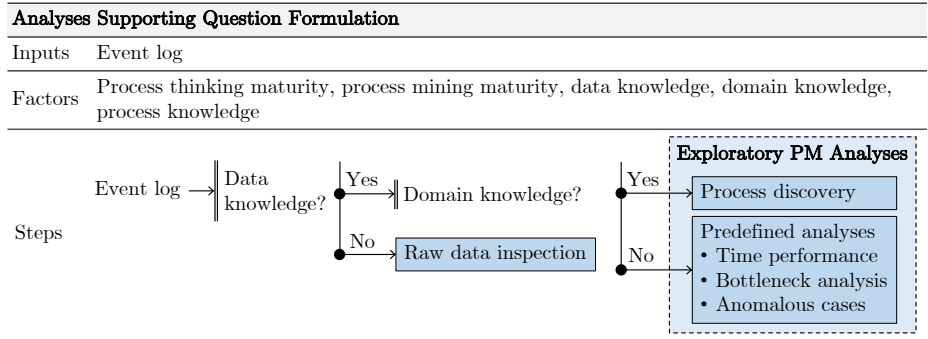 Analyses Supporting Question Formulation
Inputs Event log
Factors Process thinking maturity, process mining maturity, data knowledge, domain knowledge,
process knowledge
Steps
Event log
Data
knowledge?
Yes
No
Domain knowledge?
Raw data inspection
Yes
No
Exploratory PM Analyses
Process discovery
Predefined analyses
• Time performance
• Bottleneck analysis
• Anomalous cases